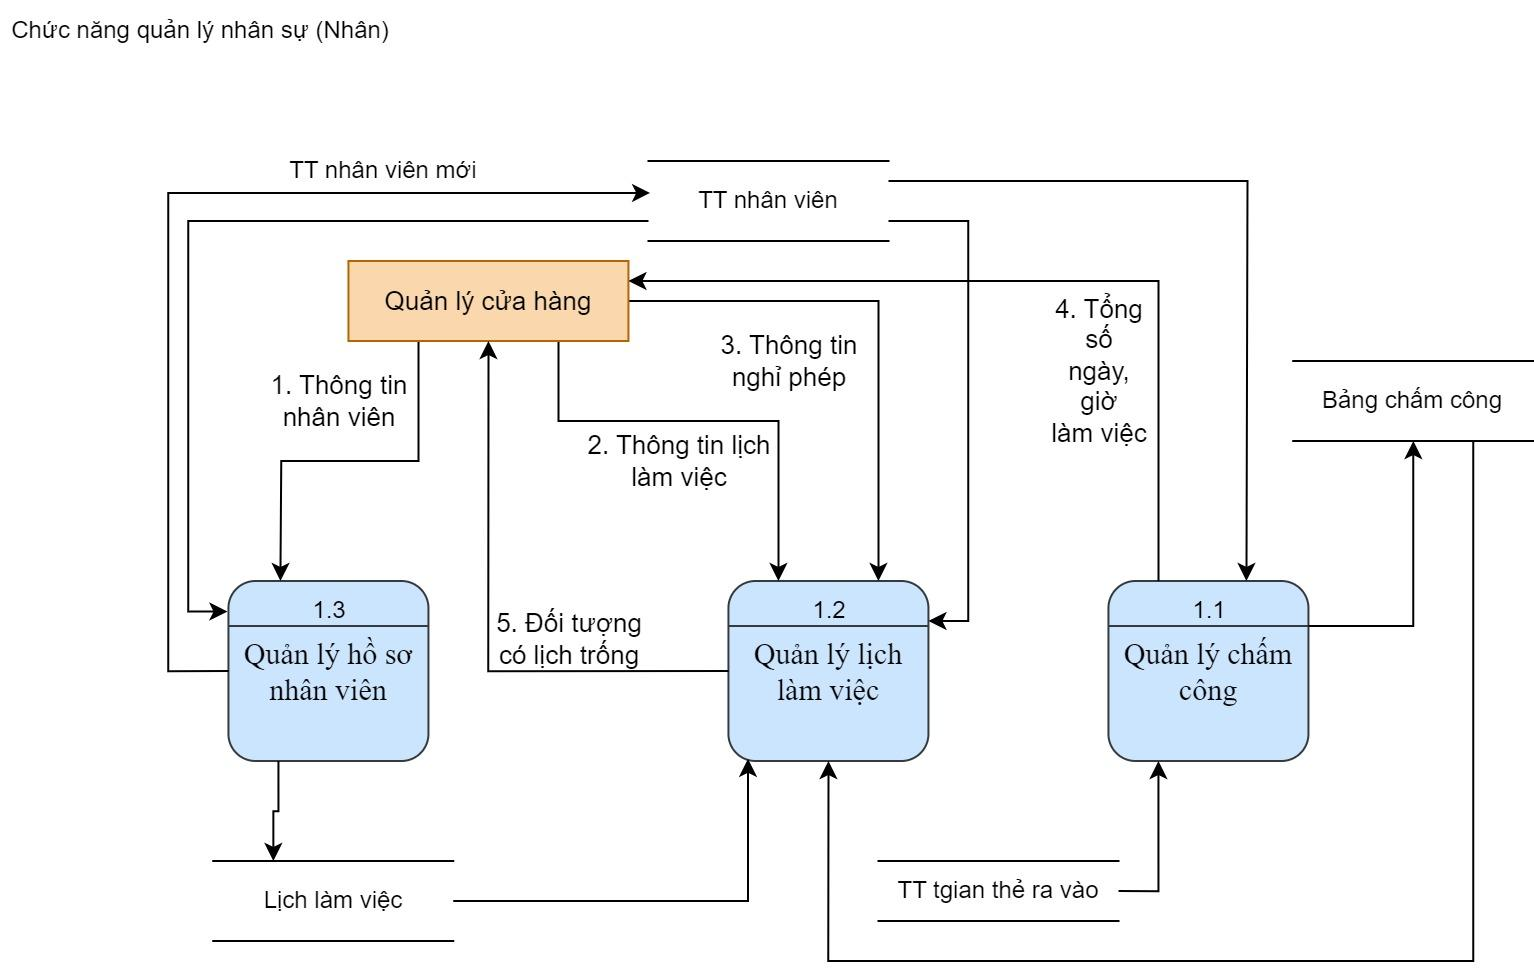 Chức năng quản lý nhân sự (Nhân)
TT nhân viên mới
TT nhân viên
Quản lý cửa hàng
1. Thông tin
nhân viên
2. Thông tin lịch
làm việc
3. Thông tin
nghỉ phép
4. Tổng
số
ngày,
giờ
làm việc
Bảng chấm công
5. Đối tượng
có lịch trống
1.3
Quản lý hồ sơ
nhân viên
1.2
Quản lý lịch
làm việc
1.1
Quản lý chấm
công
Lịch làm việc
TT tgian thẻ ra vào